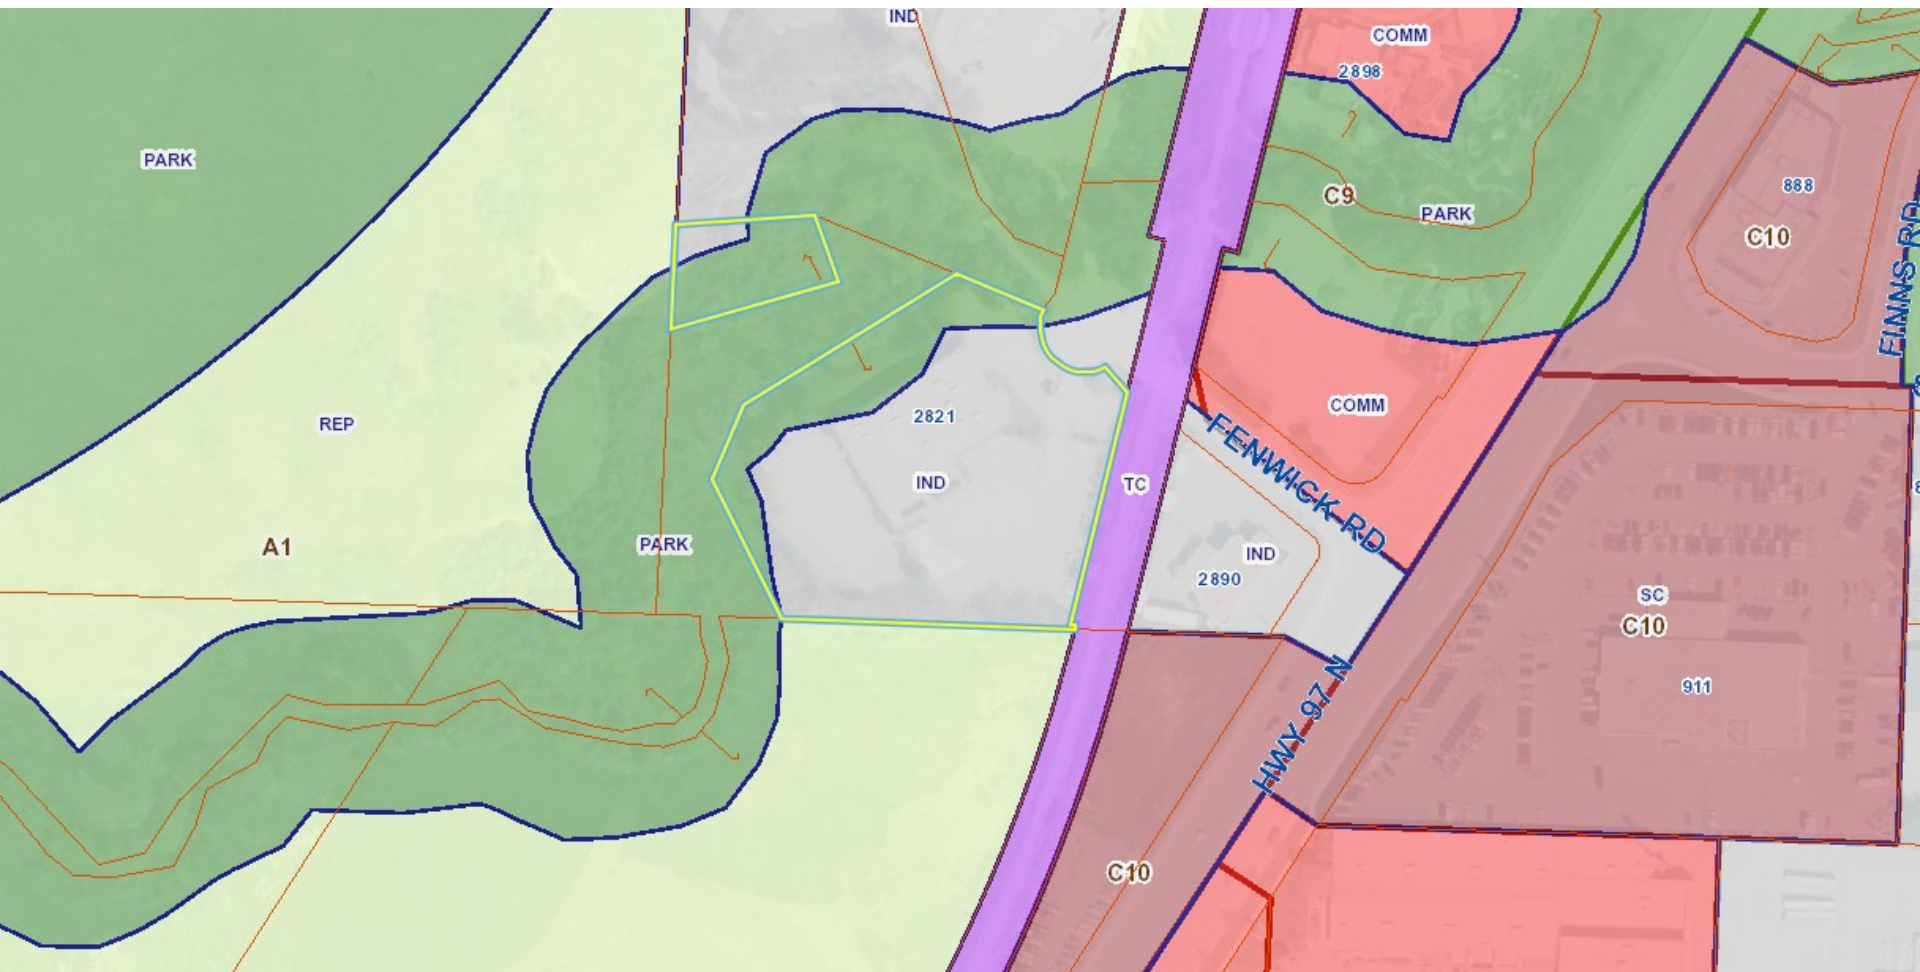 IND
COMM
2898
PARK
888
C9
PARK
C10
FINNS RD
COMM
2821
REP
FENWICK RD
IND
TC
A1
PARK
IND
2890
SC
C10
911
HWY 97 N
C10